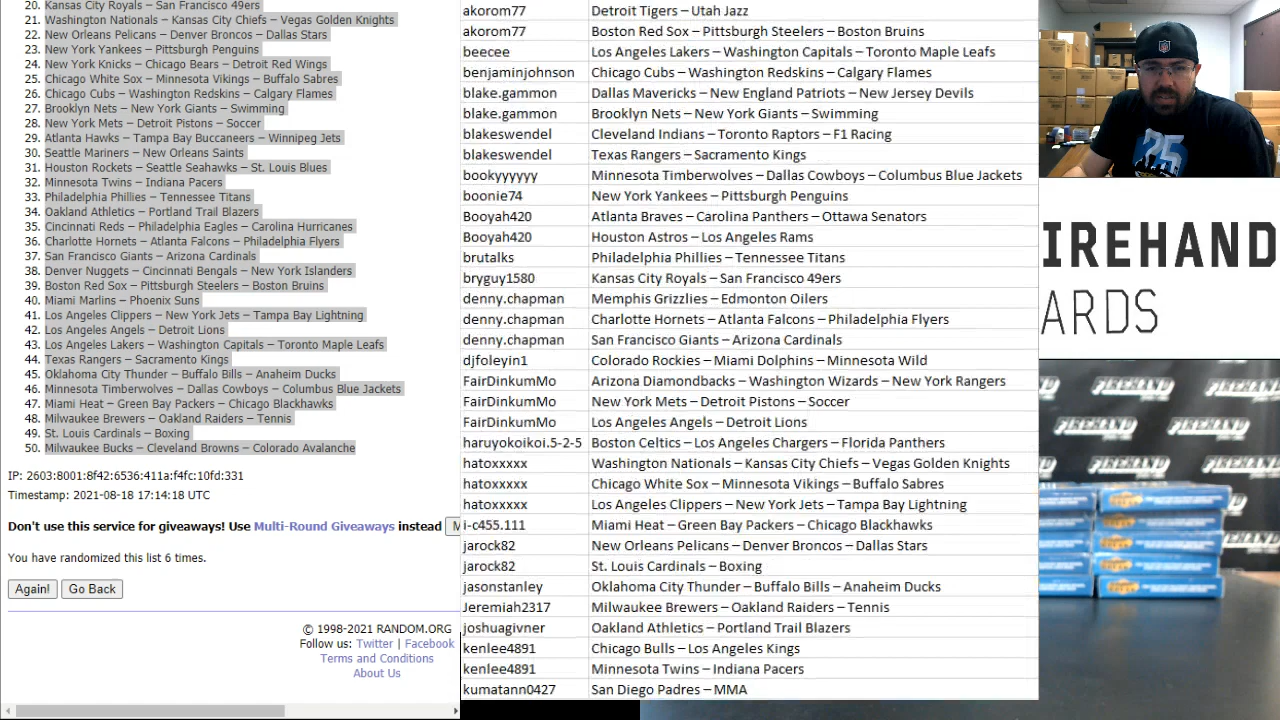 20. Kansas City Royals – San Francisco 49ers
21. Washington Nationals – Kansas City Chiefs – Vegas Golden Knights
22. New Orleans Pelicans – Denver Broncos – Dallas Stars
23. New York Yankees – Pittsburgh Penguins
24. New York Knicks – Chicago Bears – Detroit Red Wings
25. Chicago White Sox – Minnesota Vikings – Buffalo Sabres
26. Chicago Cubs – Washington Redskins – Calgary Flames
27. Brooklyn Nets – New York Giants – Swimming
28. New York Mets – Detroit Pistons – Soccer
29. Atlanta Hawks – Tampa Bay Buccaneers – Winnipeg Jets
30. Seattle Mariners – New Orleans Saints
31. Houston Rockets – Seattle Seahawks – St. Louis Blues
32. Minnesota Twins – Indiana Pacers
33. Philadelphia Phillies – Tennessee Titans
34. Oakland Athletics – Portland Trail Blazers
35. Cincinnati Reds – Philadelphia Eagles – Carolina Hurricanes
36. Charlotte Hornets – Atlanta Falcons – Philadelphia Flyers
37. San Francisco Giants – Arizona Cardinals
38. Denver Nuggets – Cincinnati Bengals – New York Islanders
39. Boston Red Sox – Pittsburgh Steelers – Boston Bruins
40. Miami Marlins – Phoenix Suns
41. Los Angeles Clippers – New York Jets – Tampa Bay Lightning
42. Los Angeles Angels – Detroit Lions
43. Los Angeles Lakers – Washington Capitals – Toronto Maple Leafs
44. Texas Rangers – Sacramento Kings
45. Oklahoma City Thunder – Buffalo Bills – Anaheim Ducks
46. Minnesota Timberwolves – Dallas Cowboys – Columbus Blue Jackets
47. Miami Heat – Green Bay Packers – Chicago Blackhawks
48. Milwaukee Brewers – Oakland Raiders – Tennis
49. St. Louis Cardinals – Boxing
50. Milwaukee Bucks – Cleveland Browns – Colorado Avalanche
IP: 2603:8001:8f42:6536:411a:f4fc:10fd:331
Timestamp: 2021-08-18 17:14:18 UTC
Don't use this service for giveaways! Use Multi-Round Giveaways instead M
You have randomized this list 6 times.
Again! Go Back
© 1998-2021 RANDOM.ORG
Follow us: Twitter | Facebook
Terms and Conditions
About Us
akorom77 Detroit Tigers – Utah Jazz
akorom77 Boston Red Sox – Pittsburgh Steelers – Boston Bruins
beecee Los Angeles Lakers – Washington Capitals – Toronto Maple Leafs
benjaminjohnson Chicago Cubs – Washington Redskins – Calgary Flames
blake.gammon Dallas Mavericks – New England Patriots – New Jersey Devils
blake.gammon Brooklyn Nets – New York Giants – Swimming
blakeswendel Cleveland Indians – Toronto Raptors – F1 Racing
blakeswendel Texas Rangers – Sacramento Kings
bookyyyyyy Minnesota Timberwolves – Dallas Cowboys – Columbus Blue Jackets
boonie74 New York Yankees – Pittsburgh Penguins
Booyah420 Atlanta Braves – Carolina Panthers – Ottawa Senators
Booyah420 Houston Astros – Los Angeles Rams
brutalks Philadelphia Phillies – Tennessee Titans
bryguy1580 Kansas City Royals – San Francisco 49ers
denny.chapman Memphis Grizzlies – Edmonton Oilers
denny.chapman Charlotte Hornets – Atlanta Falcons – Philadelphia Flyers
denny.chapman San Francisco Giants – Arizona Cardinals
djfoleyin1 Colorado Rockies – Miami Dolphins – Minnesota Wild
FairDinkumMo Arizona Diamondbacks – Washington Wizards – New York Rangers
FairDinkumMo New York Mets – Detroit Pistons – Soccer
FairDinkumMo Los Angeles Angels – Detroit Lions
haruyokoikoi.5-2-5 Boston Celtics – Los Angeles Chargers – Florida Panthers
hatoxxxxx Washington Nationals – Kansas City Chiefs – Vegas Golden Knights
hatoxxxxx Chicago White Sox – Minnesota Vikings – Buffalo Sabres
hatoxxxxx Los Angeles Clippers – New York Jets – Tampa Bay Lightning
i-c455.111 Miami Heat – Green Bay Packers – Chicago Blackhawks
jarock82 New Orleans Pelicans – Denver Broncos – Dallas Stars
jarock82 St. Louis Cardinals – Boxing
jasonstanley Oklahoma City Thunder – Buffalo Bills – Anaheim Ducks
Jeremiah2317 Milwaukee Brewers – Oakland Raiders – Tennis
joshuagivner Oakland Athletics – Portland Trail Blazers
kenlee4891 Chicago Bulls – Los Angeles Kings
kenlee4891 Minnesota Twins – Indiana Pacers
kumatann0427 San Diego Padres – MMA
IREHAND
ARDS
FIREHAND
FIREHAND
FIREHAND